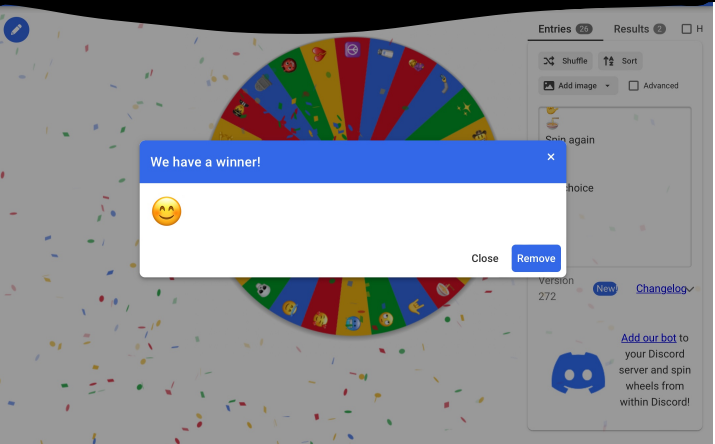 Entries 26 Results 2 H
Shuffle Sort
Add image Advanced
Spin again
choice
We have a winner!
Close Remove
Version
272
New
Changelog
Add our bot to
your Discord
server and spin
wheels from
within Discord!